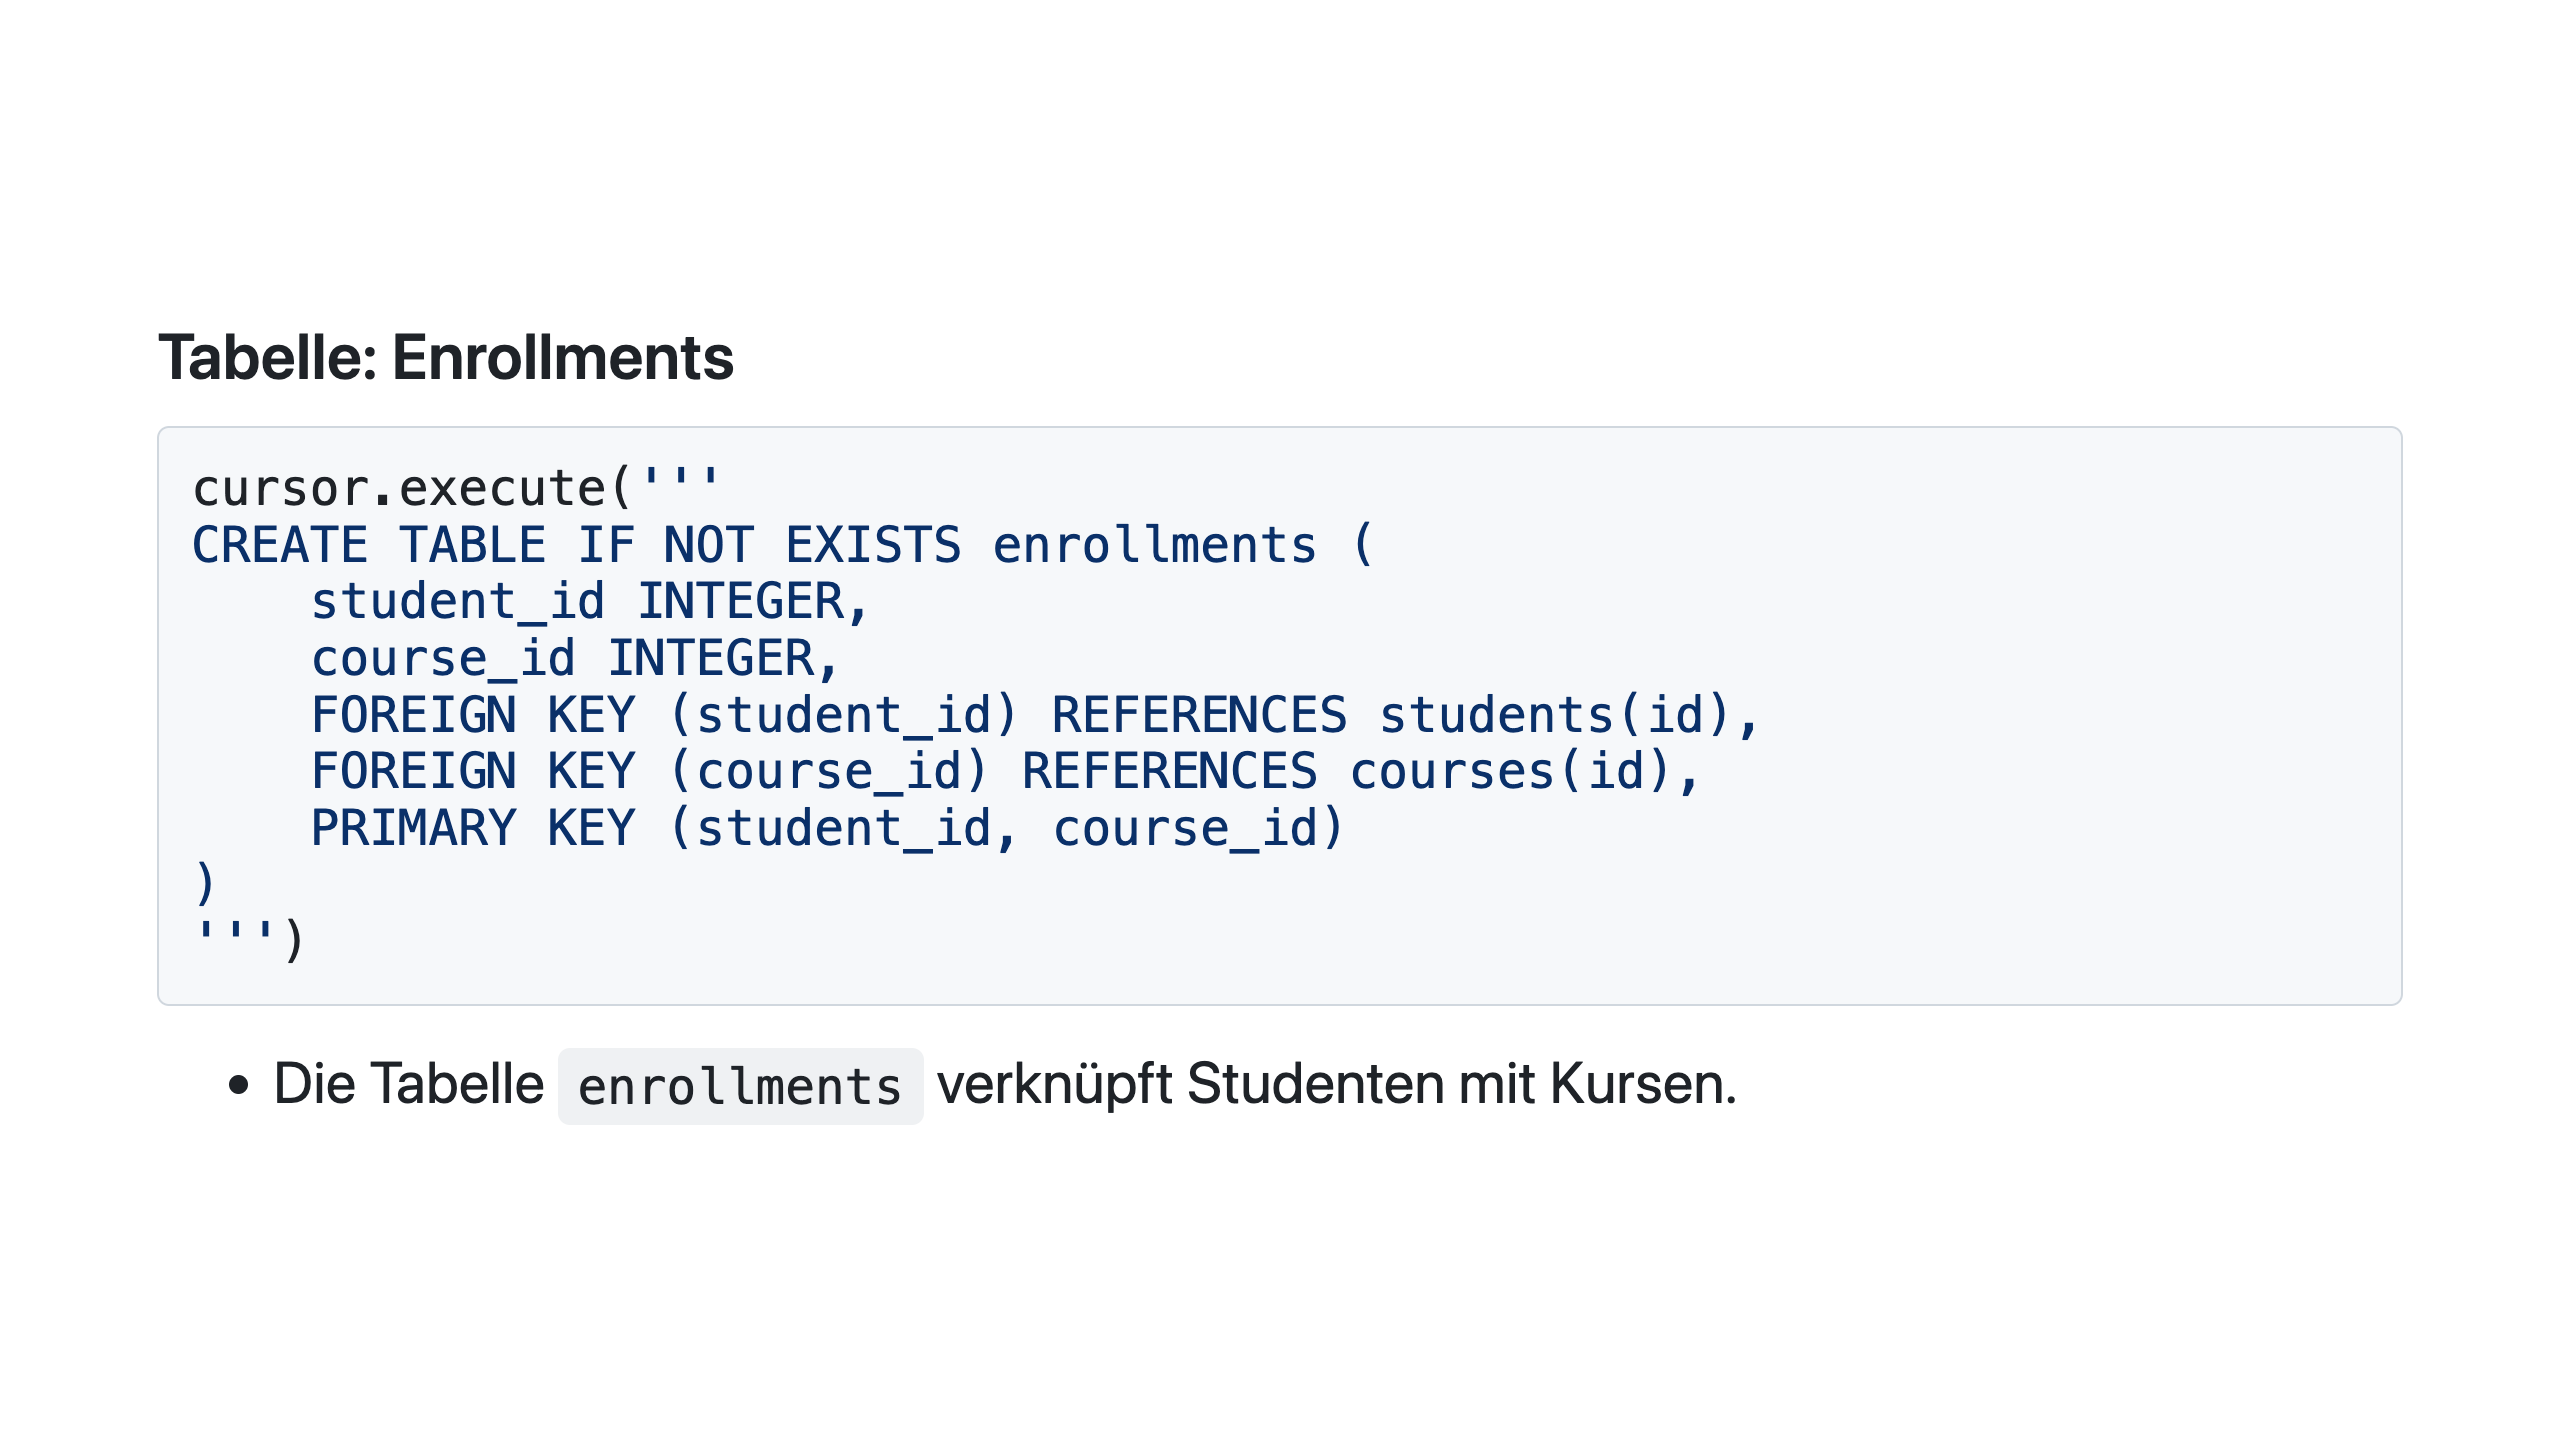 Tabelle: Enrollments
cursor.execute('''
CREATE TABLE IF NOT EXISTS enrollments (
    student_id INTEGER,
    course_id INTEGER,
    FOREIGN KEY (student_id) REFERENCES students(id),
    FOREIGN KEY (course_id) REFERENCES courses(id),
    PRIMARY KEY (student_id, course_id)
)
''')
• Die Tabelle enrollments verknüpft Studenten mit Kursen.